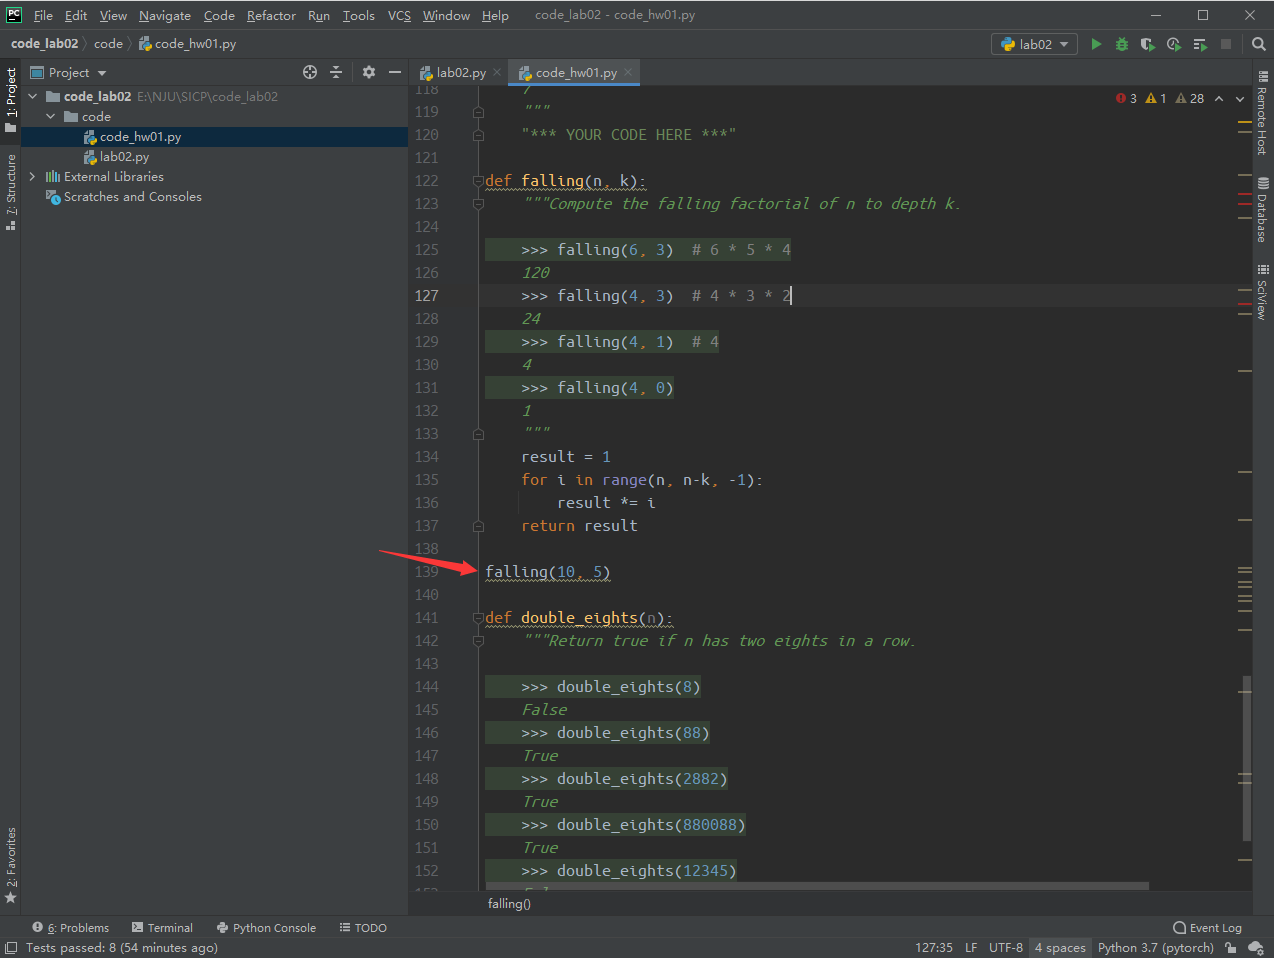 PC File Edit View Navigate Code Refactor Run Tools VCS Window Help code_lab02 - code_hw01.py
code_lab02 code code_hw01.py lab02
Project lab02.py code_hw01.py
1: Project
7: Structure
2: Favorites
code_lab02 E:\NJU\SICP\code_lab02
code
code_hw01.py
lab02.py
External Libraries
Scratches and Consoles
3 1 28
118 /
119 """
120 "*** YOUR CODE HERE ***"
121
122 def falling(n, k):
123 """Compute the falling factorial of n to depth k.
124
125 >>> falling(6, 3)  # 6 * 5 * 4
126 120
127 >>> falling(4, 3)  # 4 * 3 * 2
128 24
129 >>> falling(4, 1)  # 4
130 4
131 >>> falling(4, 0)
132 1
133 """
134 result = 1
135 for i in range(n, n-k, -1):
136 result *= i
137 return result
138
139 falling(10, 5)
140
141 def double_eights(n):
142 """Return true if n has two eights in a row.
143
144 >>> double_eights(8)
145 False
146 >>> double_eights(88)
147 True
148 >>> double_eights(2882)
149 True
150 >>> double_eights(880088)
151 True
152 >>> double_eights(12345)
falling()
Remote Host
Database
SciView
6: Problems Terminal Python Console TODO Event Log
Tests passed: 8 (54 minutes ago) 127:35 LF UTF-8 4 spaces Python 3.7 (pytorch)